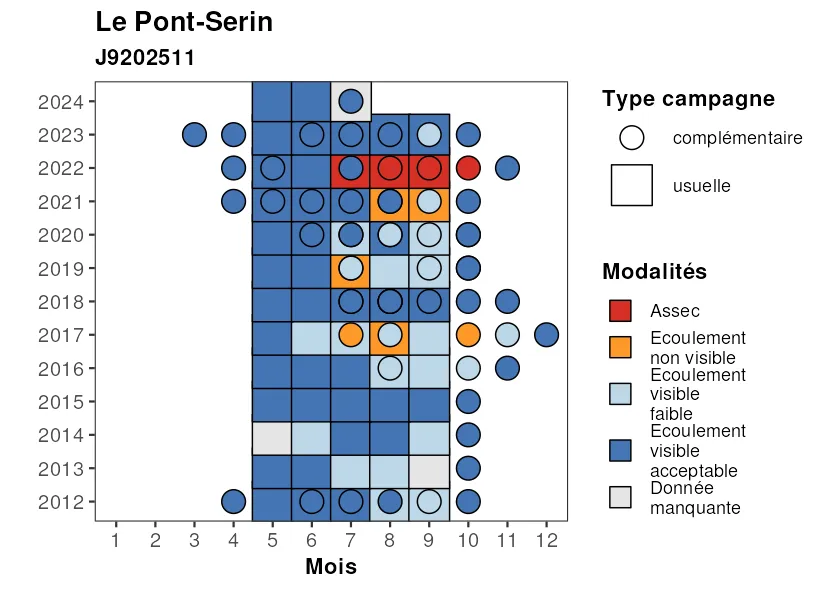 Le Pont-Serin
J9202511
2024
2023
2022
2021
2020
2019
2018
2017
2016
2015
2014
2013
2012
1 2 3 4 5 6 7 8 9 10 11 12
Mois
Type campagne
complémentaire
usuelle
Modalités
Assec
Ecoulement
non visible
Ecoulement
visible
faible
Ecoulement
visible
acceptable
Donnée
manquante